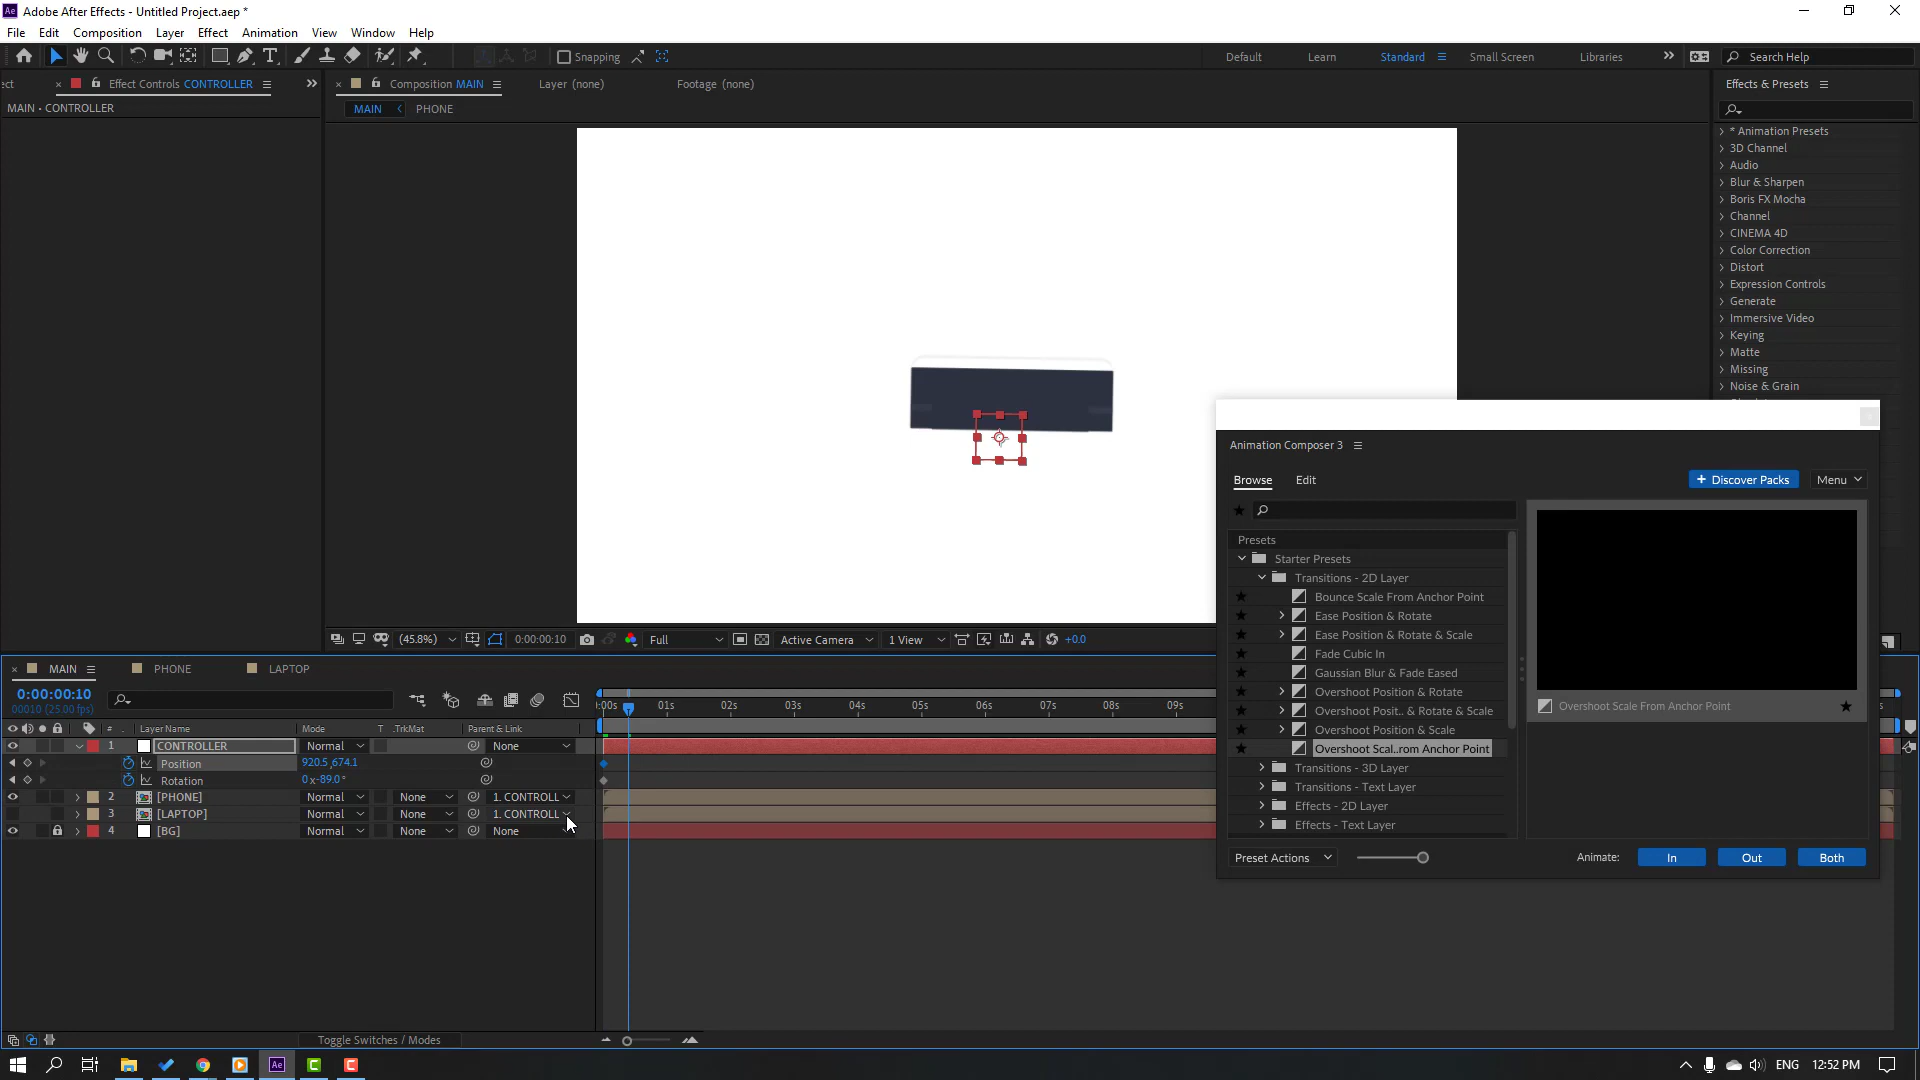 Ae Adobe After Effects - Untitled Project.aep *
File Edit Composition Layer Effect Animation View Window Help
Snapping Default Learn Standard Small Screen Libraries Search Help
ect Effect Controls CONTROLLER Composition MAIN Layer (none) Footage (none) Effects & Presets
MAIN • CONTROLLER
MAIN PHONE
* Animation Presets
3D Channel
Audio
Blur & Sharpen
Boris FX Mocha
Channel
CINEMA 4D
Color Correction
Distort
Expression Controls
Generate
Immersive Video
Keying
Matte
Missing
Noise & Grain
Animation Composer 3
Browse Edit + Discover Packs Menu
Presets
Starter Presets
Transitions - 2D Layer
Bounce Scale From Anchor Point
Ease Position & Rotate
Ease Position & Rotate & Scale
Fade Cubic In
Gaussian Blur & Fade Eased
Overshoot Position & Rotate
Overshoot Posit.. & Rotate & Scale
Overshoot Position & Scale
Overshoot Scal..rom Anchor Point
Transitions - 3D Layer
Transitions - Text Layer
Effects - 2D Layer
Effects - Text Layer
Overshoot Scale From Anchor Point
Preset Actions Animate: In Out Both
(45.8%) 0:00:00:10 Full Active Camera 1 View +0.0
MAIN PHONE LAPTOP
0:00:00:10
00010 (25.00 fps)
:00s 01s 02s 03s 04s 05s 06s 07s 08s 09s
# Layer Name Mode T .TrkMat Parent & Link
1 CONTROLLER Normal None
Position 920.5,674.1
Rotation 0x-89.0°
2 [PHONE] Normal None 1. CONTROLL
3 [LAPTOP] Normal None 1. CONTROLL
4 [BG] Normal None None
Toggle Switches / Modes
Ae ENG 12:52 PM